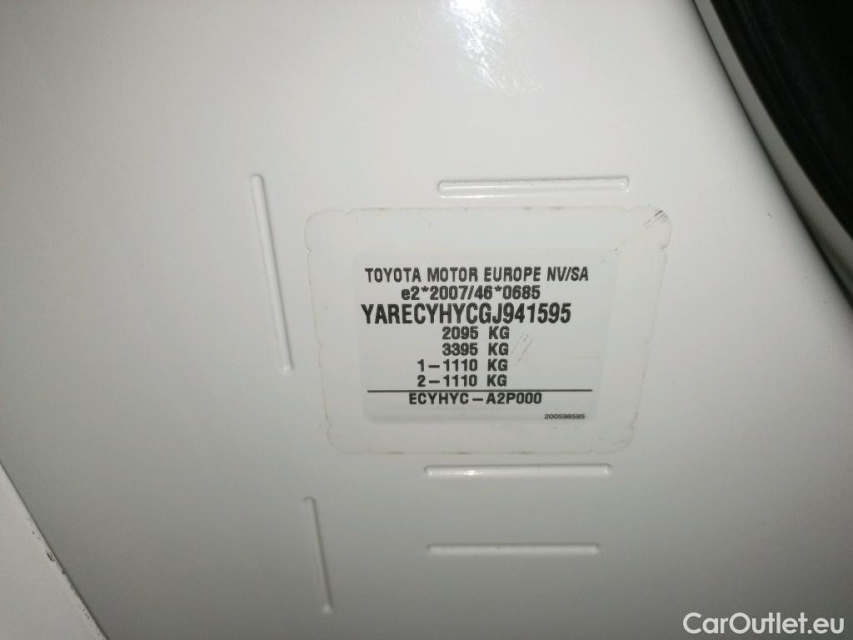 TOYOTA MOTOR EUROPE NV/SA
e2*2007/46*0685
YARECYHYCGJ941595
2095 KG
3395 KG
1-1110 KG
2-1110 KG
ECYHYC-A2P000
200598595
CarOutlet.eu